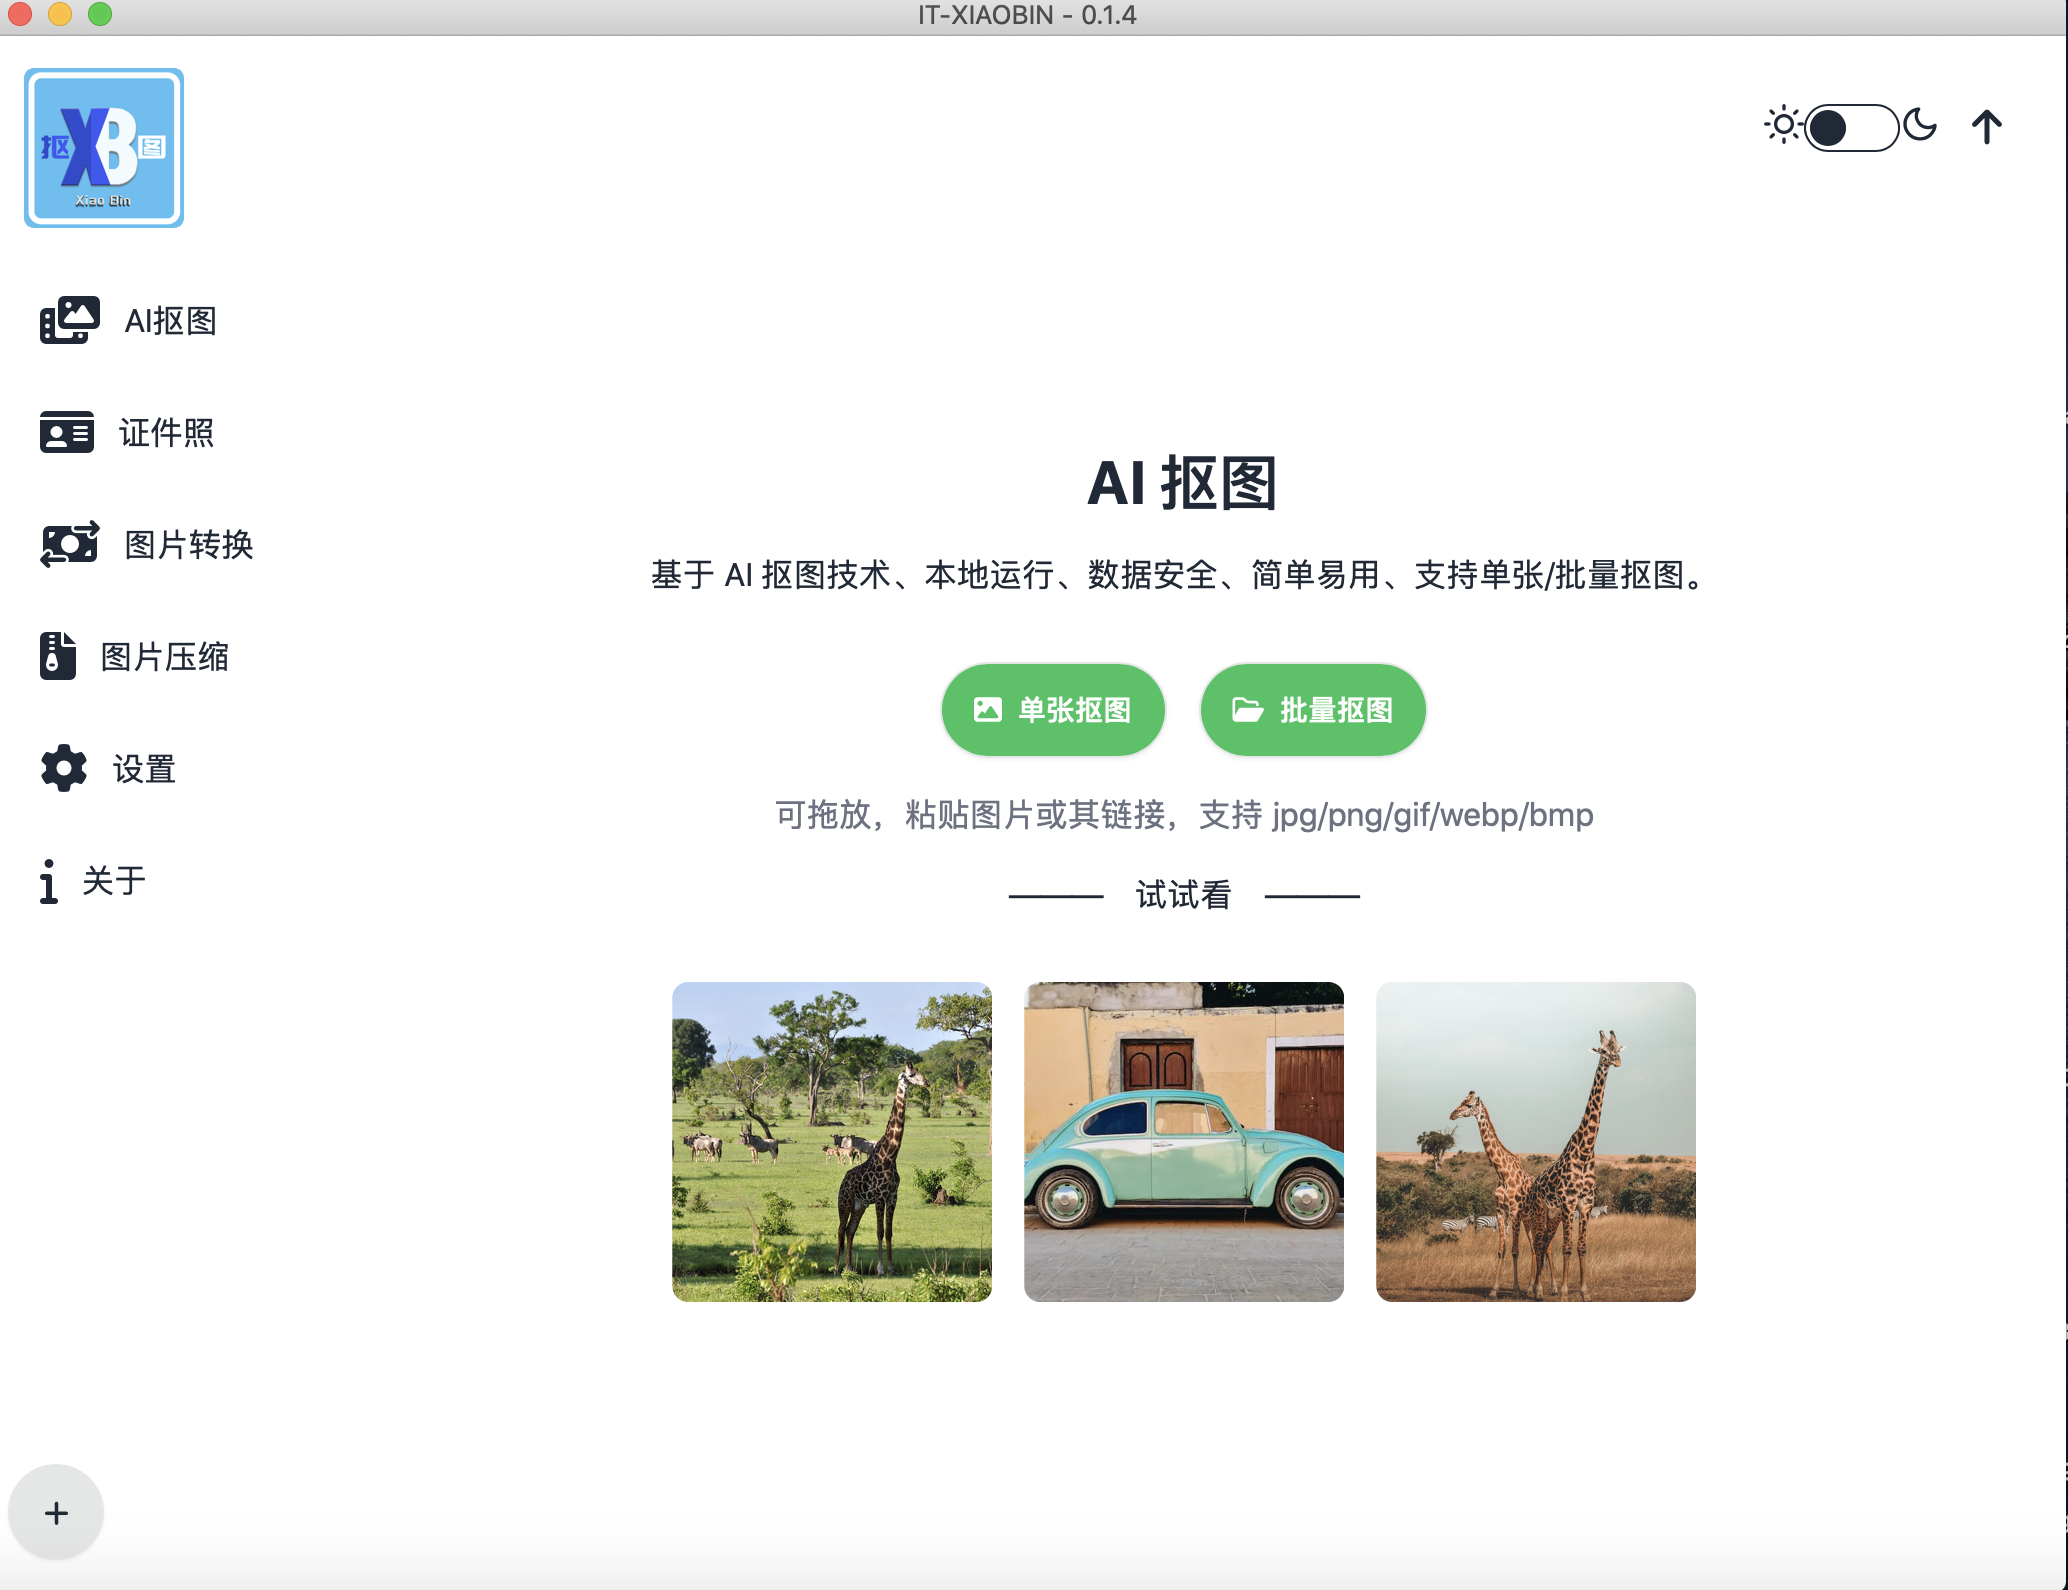 IT-XIAOBIN - 0.1.4
抠XB图
Xiao Bin
AI抠图
证件照
图片转换
图片压缩
设置
关于
AI 抠图
基于 AI 抠图技术、本地运行、数据安全、简单易用、支持单张/批量抠图。
单张抠图
批量抠图
可拖放，粘贴图片或其链接，支持 jpg/png/gif/webp/bmp
试试看